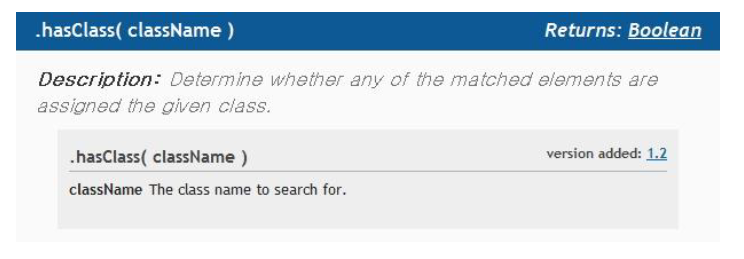 .hasClass( className ) Returns: Boolean
Description: Determine whether any of the matched elements are
assigned the given class.
.hasClass( className ) version added: 1.2
className The class name to search for.